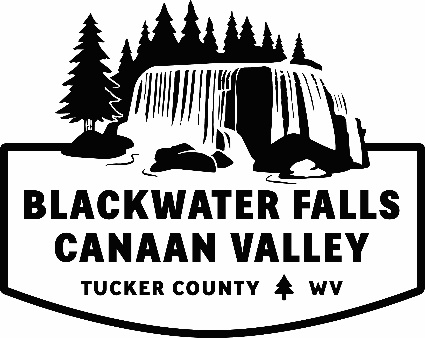 BLACKWATER FALLS
CANAAN VALLEY
TUCKER COUNTY WV